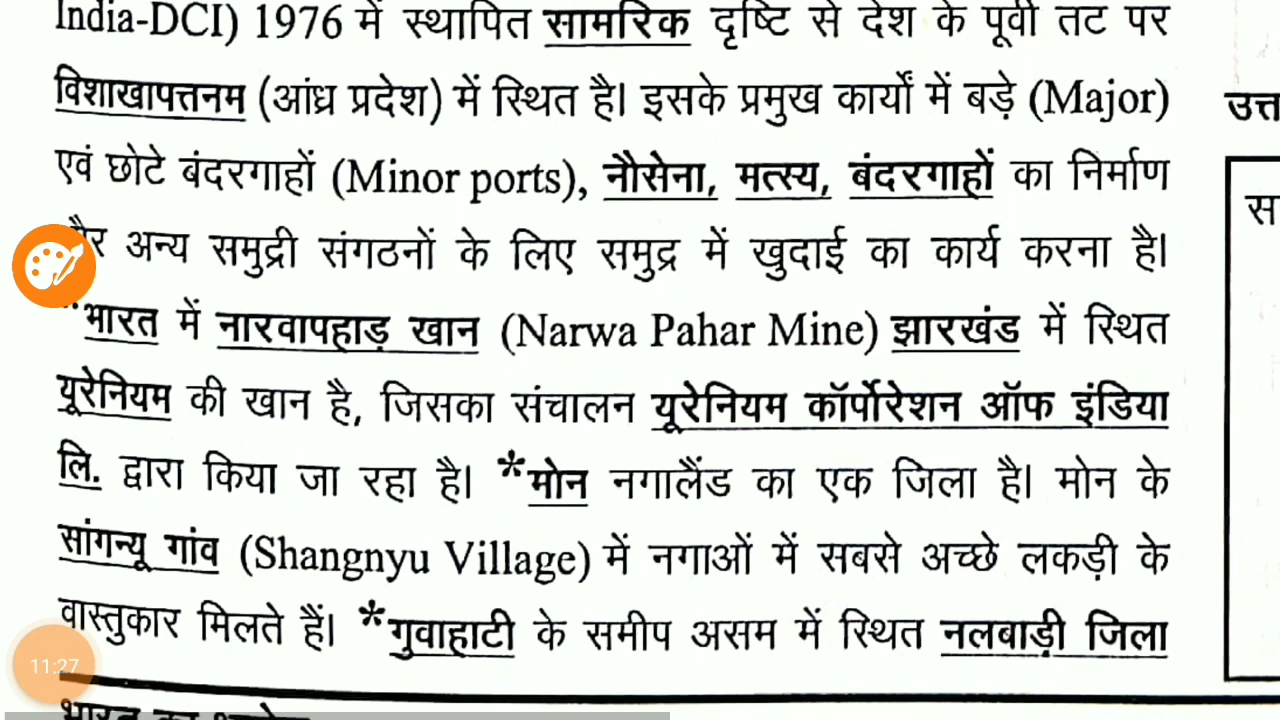 India-DCI) 1976 में स्थापित सामरिक दृष्टि से देश के पूर्वी तट पर
विशाखापत्तनम (आंध्र प्रदेश) में स्थित है। इसके प्रमुख कार्यों में बड़े (Major)
उत्त
एवं छोटे बंदरगाहों (Minor ports), नौसेना, मत्स्य, बंदरगाहों का निर्माण
स
अन्य समुद्री संगठनों के लिए समुद्र में खुदाई का कार्य करना है।
भारत में नारवापहाड़ खान (Narwa Pahar Mine) झारखंड में स्थित
यूरेनियम की खान है, जिसका संचालन यूरेनियम कॉर्पोरेशन ऑफ इंडिया
लि. द्वारा किया जा रहा है। *मोन नगालैंड का एक जिला है। मोन के
सांगन्यू गांव (Shangnyu Village) में नगाओं में सबसे अच्छे लकड़ी के
वास्तुकार मिलते हैं। *गुवाहाटी के समीप असम में स्थित नलबाड़ी जिला
11:27